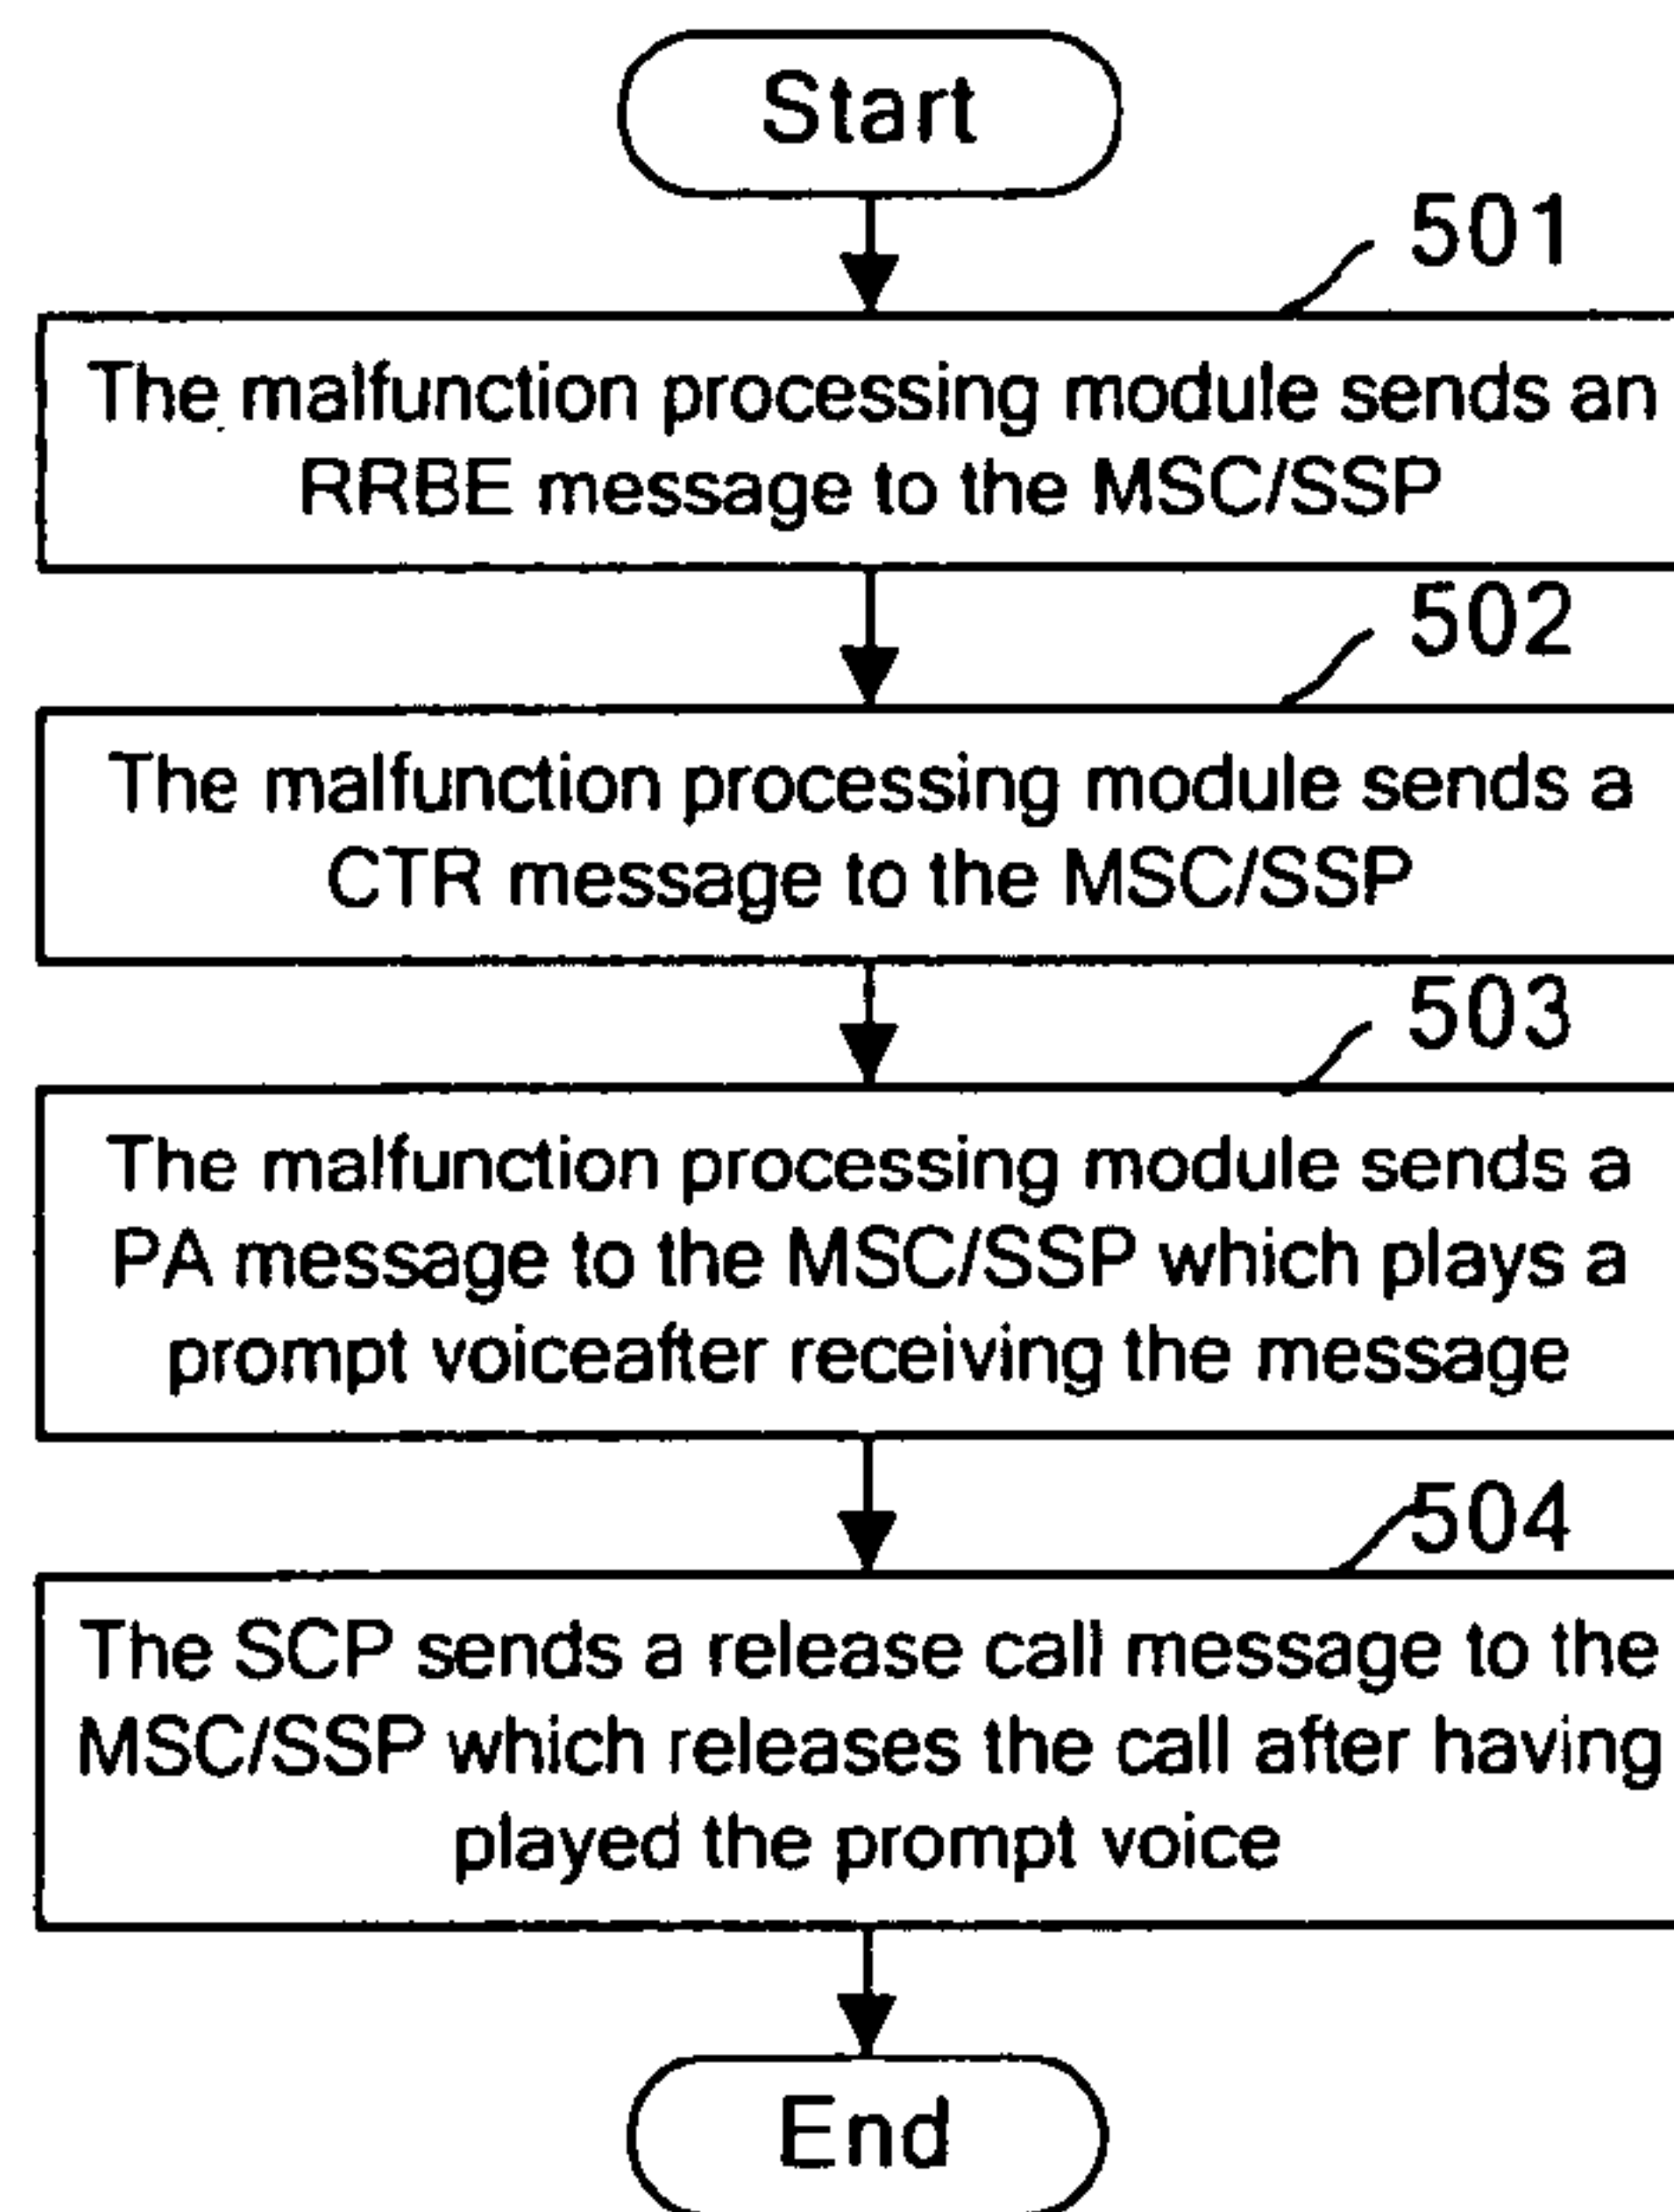 Start
501
The malfunction processing module sends an
RRBE message to the MSC/SSP
502
The malfunction processing module sends a
CTR message to the MSC/SSP
503
The malfunction processing module sends a
PA message to the MSC/SSP which plays a
prompt voiceafter receiving the message
504
The SCP sends a release call message to the
MSC/SSP which releases the call after having
played the prompt voice
End